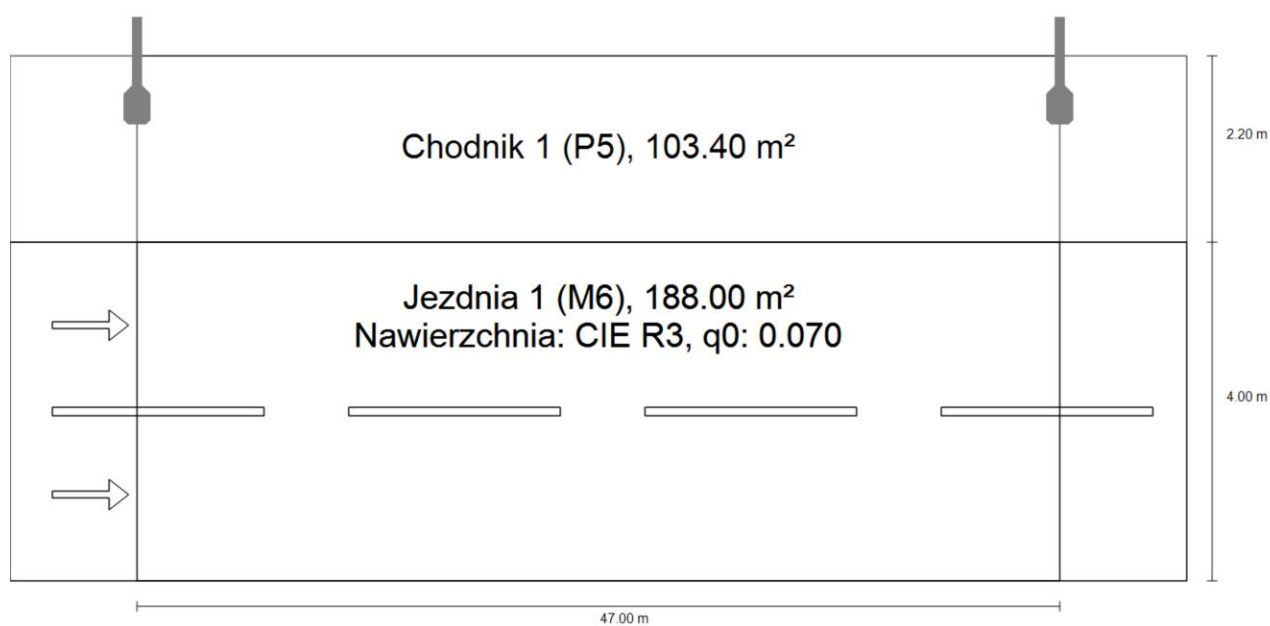 Chodnik 1 (P5), 103.40 m²
2.20 m
Jezdnia 1 (M6), 188.00 m²
Nawierzchnia: CIE R3, q0: 0.070
4.00 m
47.00 m